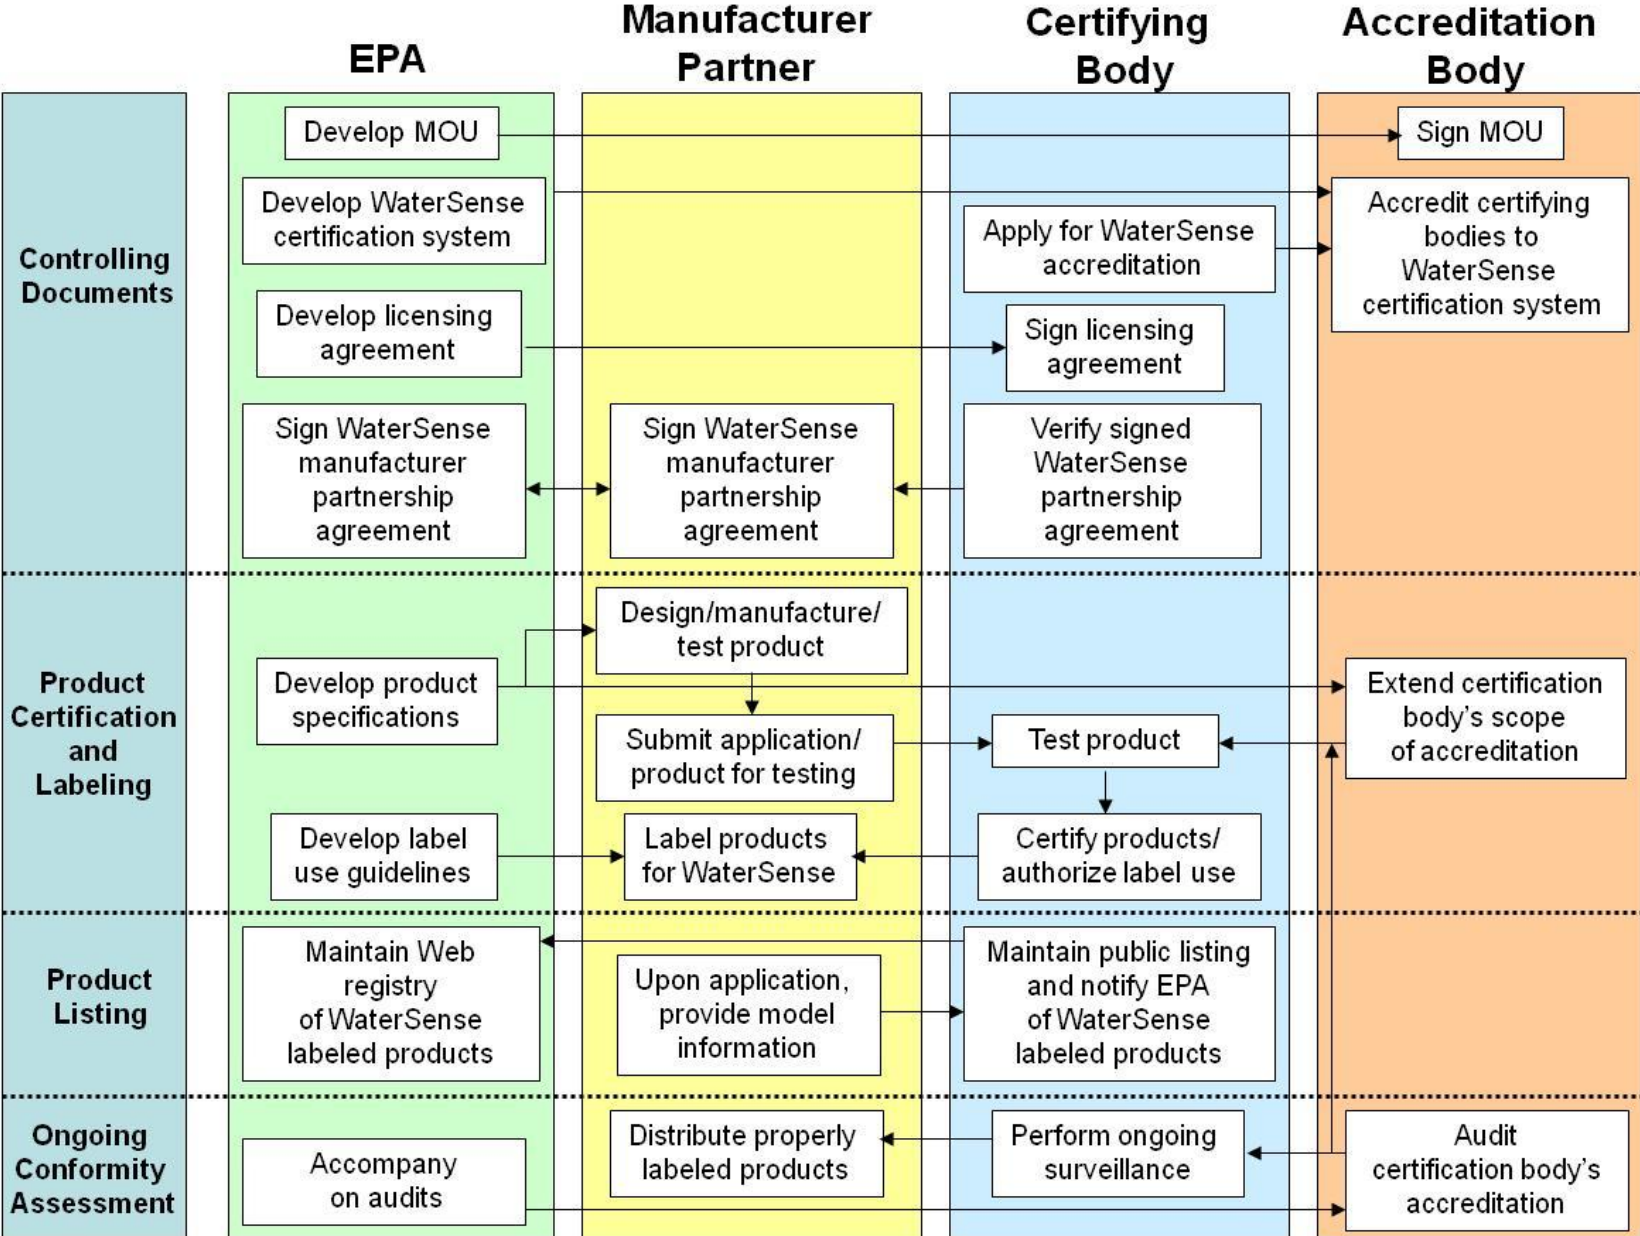 EPA
Manufacturer
Partner
Certifying
Body
Accreditation
Body
Controlling
Documents
Develop MOU
Sign MOU
Develop WaterSense
certification system
Apply for WaterSense
accreditation
Accredit certifying
bodies to
WaterSense
certification system
Develop licensing
agreement
Sign licensing
agreement
Sign WaterSense
manufacturer
partnership
agreement
Sign WaterSense
manufacturer
partnership
agreement
Verify signed
WaterSense
partnership
agreement
Product
Certification
and
Labeling
Develop product
specifications
Design/manufacture/
test product
Submit application/
product for testing
Test product
Extend certification
body’s scope
of accreditation
Develop label
use guidelines
Label products
for WaterSense
Certify products/
authorize label use
Product
Listing
Maintain Web
registry
of WaterSense
labeled products
Upon application,
provide model
information
Maintain public listing
and notify EPA
of WaterSense
labeled products
Ongoing
Conformity
Assessment
Accompany
on audits
Distribute properly
labeled products
Perform ongoing
surveillance
Audit
certification body’s
accreditation